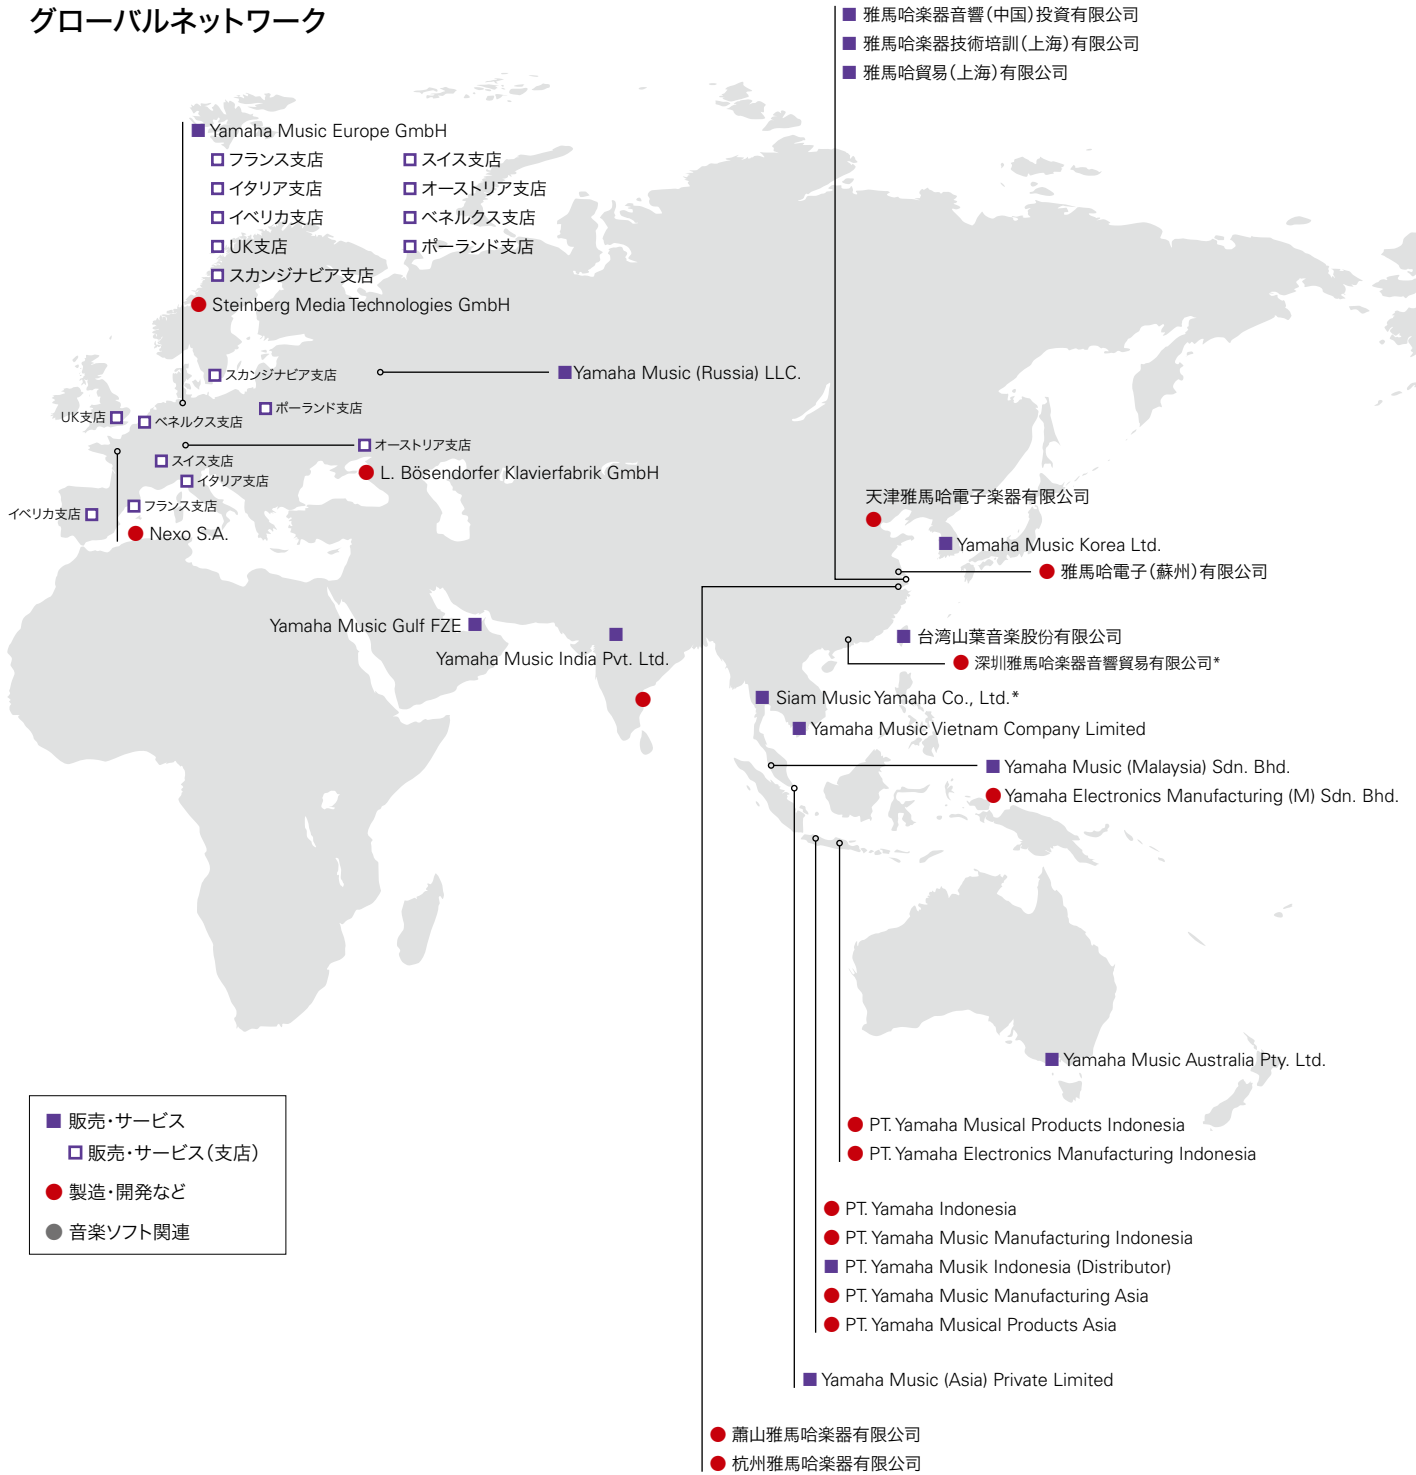 グローバルネットワーク
雅馬哈楽器音響（中国）投資有限公司
雅馬哈楽器技術培訓（上海）有限公司
雅馬哈貿易（上海）有限公司
Yamaha Music Europe GmbH
フランス支店
スイス支店
イタリア支店
オーストリア支店
イベリカ支店
ベネルクス支店
UK支店
ポーランド支店
スカンジナビア支店
Steinberg Media Technologies GmbH
スカンジナビア支店
Yamaha Music (Russia) LLC.
ポーランド支店
UK支店
ベネルクス支店
オーストリア支店
スイス支店
L. Bösendorfer Klavierfabrik GmbH
イタリア支店
フランス支店
イベリカ支店
Nexo S.A.
天津雅馬哈電子楽器有限公司
Yamaha Music Korea Ltd.
雅馬哈電子（蘇州）有限公司
Yamaha Music Gulf FZE
台湾山葉音楽股份有限公司
Yamaha Music India Pvt. Ltd.
深圳雅馬哈楽器音響貿易有限公司*
Siam Music Yamaha Co., Ltd.*
Yamaha Music Vietnam Company Limited
Yamaha Music (Malaysia) Sdn. Bhd.
Yamaha Electronics Manufacturing (M) Sdn. Bhd.
Yamaha Music Australia Pty. Ltd.
販売・サービス
販売・サービス（支店）
製造・開発など
音楽ソフト関連
PT. Yamaha Musical Products Indonesia
PT. Yamaha Electronics Manufacturing Indonesia
PT. Yamaha Indonesia
PT. Yamaha Music Manufacturing Indonesia
PT. Yamaha Musik Indonesia (Distributor)
PT. Yamaha Music Manufacturing Asia
PT. Yamaha Musical Products Asia
Yamaha Music (Asia) Private Limited
蕭山雅馬哈楽器有限公司
杭州雅馬哈楽器有限公司